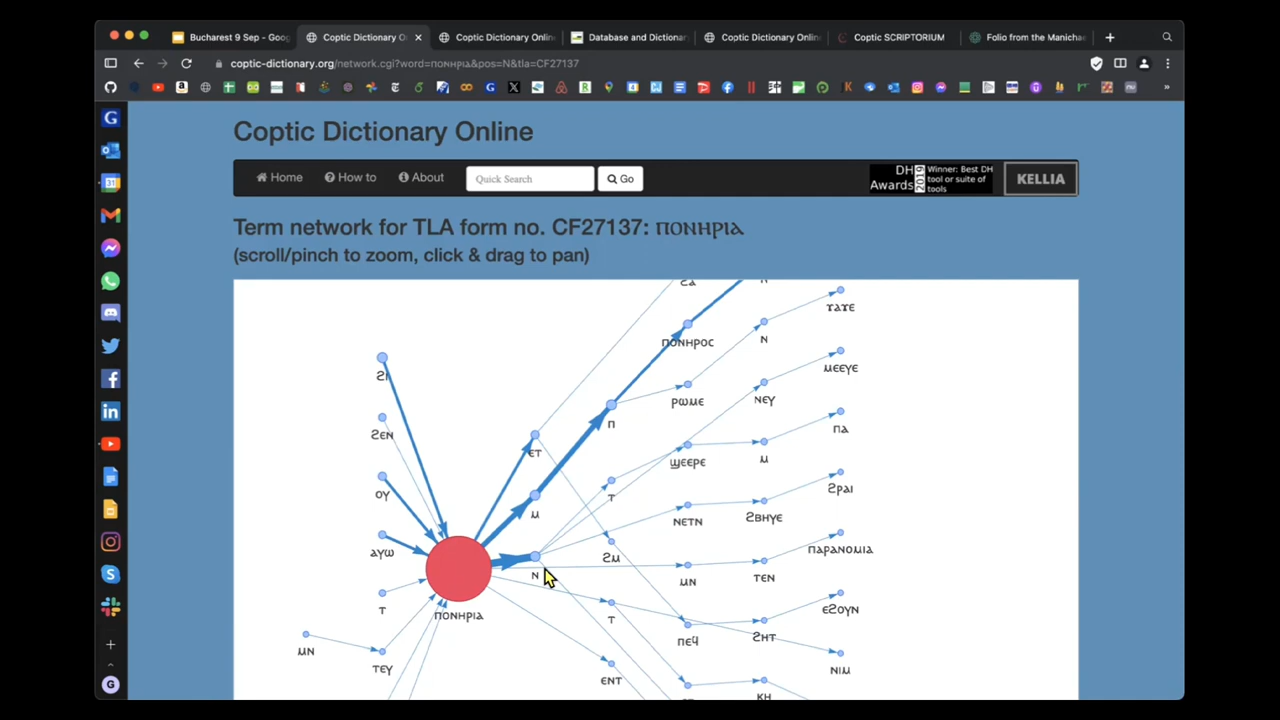 Bucharest 9 Sep - Goog
Coptic Dictionary O
Coptic Dictionary Onlin
Database and Dictionar
Coptic Dictionary Onlin
Coptic SCRIPTORIUM
Folio from the Manichae
coptic-dictionary.org/network.cgi?word=ⲡⲟⲛⲏⲣⲓⲁ&pos=N&tla=CF27137
Coptic Dictionary Online
Home
How to
About
Quick Search
Go
DH Awards 2019
Winner: Best DH tool or suite of tools
KELLIA
Term network for TLA form no. CF27137: ⲡⲟⲛⲏⲣⲓⲁ
(scroll/pinch to zoom, click & drag to pan)
ϩⲁ
ⲛ
ⲧⲁⲧⲉ
ⲡⲟⲛⲏⲣⲟⲥ
ⲛ
ⲙⲉⲉⲩⲉ
ϩⲓ
ⲣⲱⲙⲉ
ⲛⲉⲩ
ⲡⲁ
ϩⲉⲛ
ⲉⲧ
ⲡ
ϣⲉⲉⲣⲉ
ⲙ
ϩⲣⲁⲓ
ⲟⲩ
ⲙ
ⲧ
ⲛⲉⲧⲛ
ϩⲃⲏⲩⲉ
ⲡⲁⲣⲁⲛⲟⲙⲓⲁ
ⲁⲩⲱ
ⲛ
ϩⲙ
ⲙⲛ
ⲧⲉⲛ
ⲉϩⲟⲩⲛ
ⲧ
ⲡⲟⲛⲏⲣⲓⲁ
ⲧ
ⲡⲉϥ
ϩⲏⲧ
ⲛⲓⲙ
ⲙⲛ
ⲧⲉⲩ
ⲉⲛⲧ
ⲕⲏ